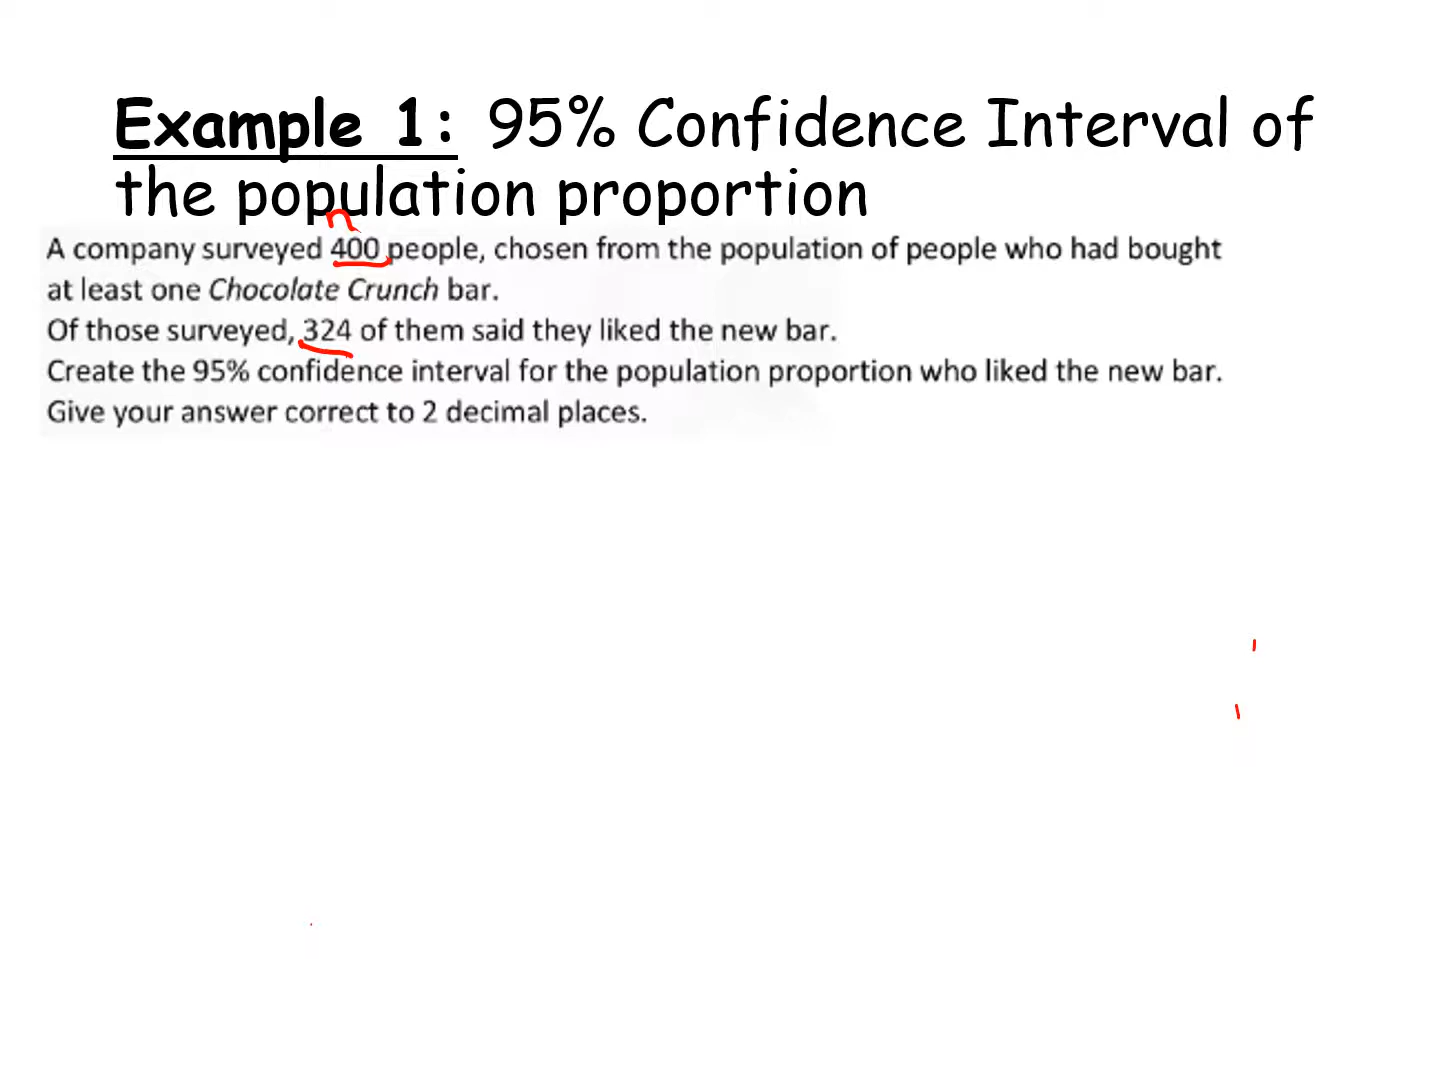 Example 1: 95% Confidence Interval of
the population proportion
n
A company surveyed 400 people, chosen from the population of people who had bought
at least one Chocolate Crunch bar.
Of those surveyed, 324 of them said they liked the new bar.
Create the 95% confidence interval for the population proportion who liked the new bar.
Give your answer correct to 2 decimal places.